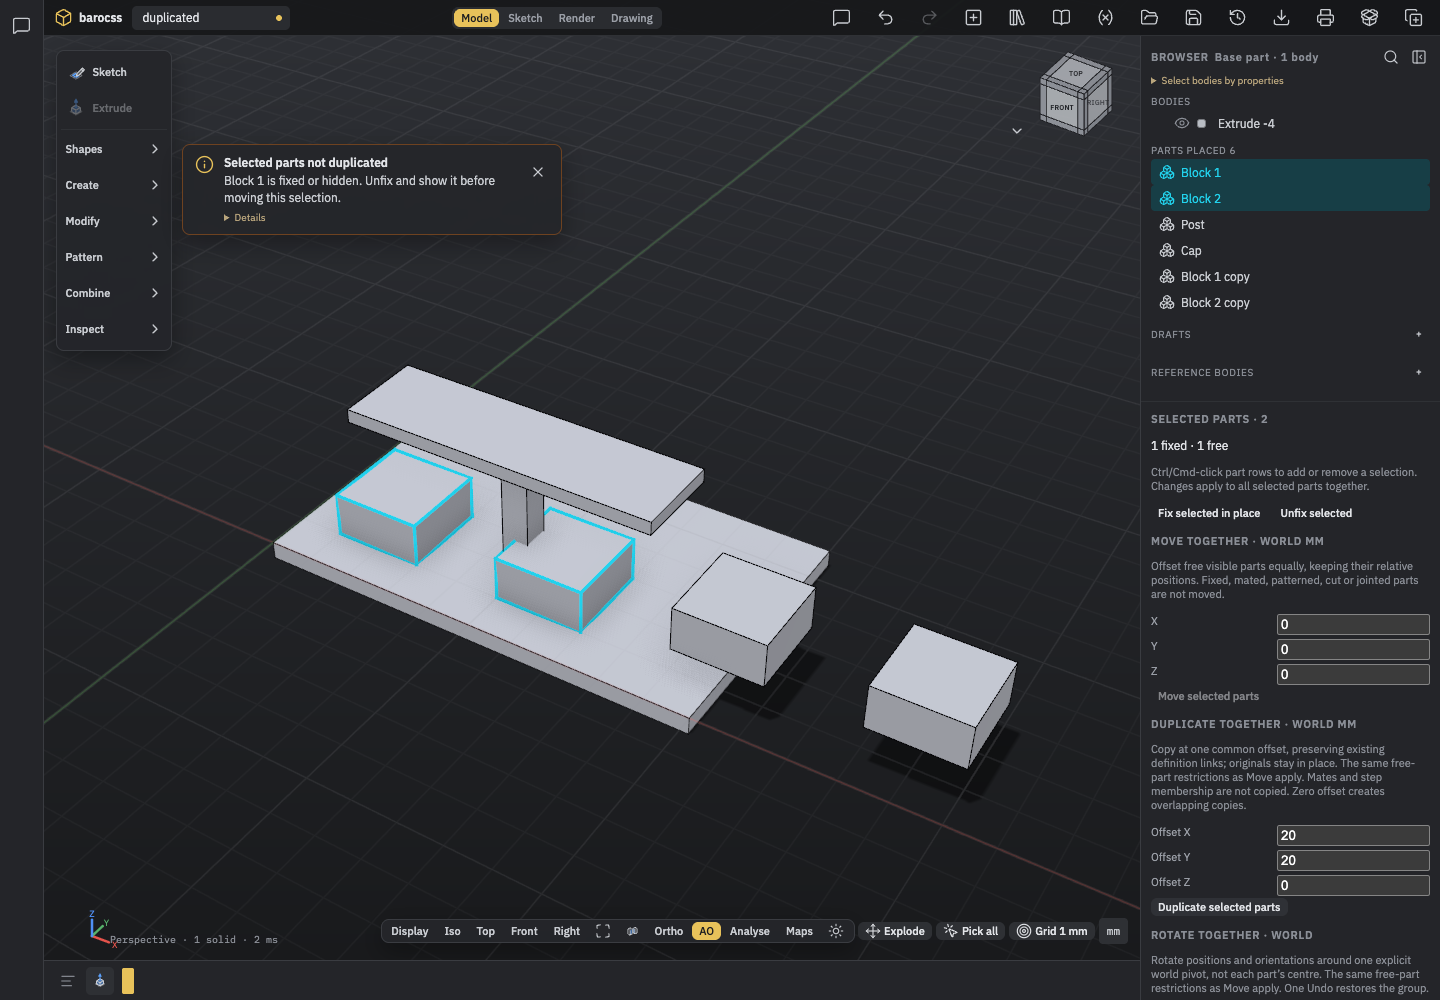 barocss
duplicated
Model
Sketch
Render
Drawing
Sketch
Extrude
Shapes
Create
Modify
Pattern
Combine
Inspect
Selected parts not duplicated
Block 1 is fixed or hidden. Unfix and show it before
moving this selection.
Details
TOP
FRONT
RIGHT
BROWSER Base part · 1 body
Select bodies by properties
BODIES
Extrude -4
PARTS PLACED 6
Block 1
Block 2
Post
Cap
Block 1 copy
Block 2 copy
DRAFTS +
REFERENCE BODIES +
SELECTED PARTS · 2
1 fixed · 1 free
Ctrl/Cmd-click part rows to add or remove a selection.
Changes apply to all selected parts together.
Fix selected in place Unfix selected
MOVE TOGETHER · WORLD MM
Offset free visible parts equally, keeping their relative
positions. Fixed, mated, patterned, cut or jointed parts
are not moved.
X 0
Y 0
Z 0
Move selected parts
DUPLICATE TOGETHER · WORLD MM
Copy at one common offset, preserving existing
definition links; originals stay in place. The same free-
part restrictions as Move apply. Mates and step
membership are not copied. Zero offset creates
overlapping copies.
Offset X 20
Offset Y 20
Offset Z 0
Duplicate selected parts
ROTATE TOGETHER · WORLD
Rotate positions and orientations around one explicit
world pivot, not each part's centre. The same free-part
restrictions as Move apply. One Undo restores the group.
Z
Y
X
Perspective · 1 solid · 2 ms
Display
Iso
Top
Front
Right
Ortho
AO
Analyse
Maps
Explode
Pick all
Grid 1 mm
mm